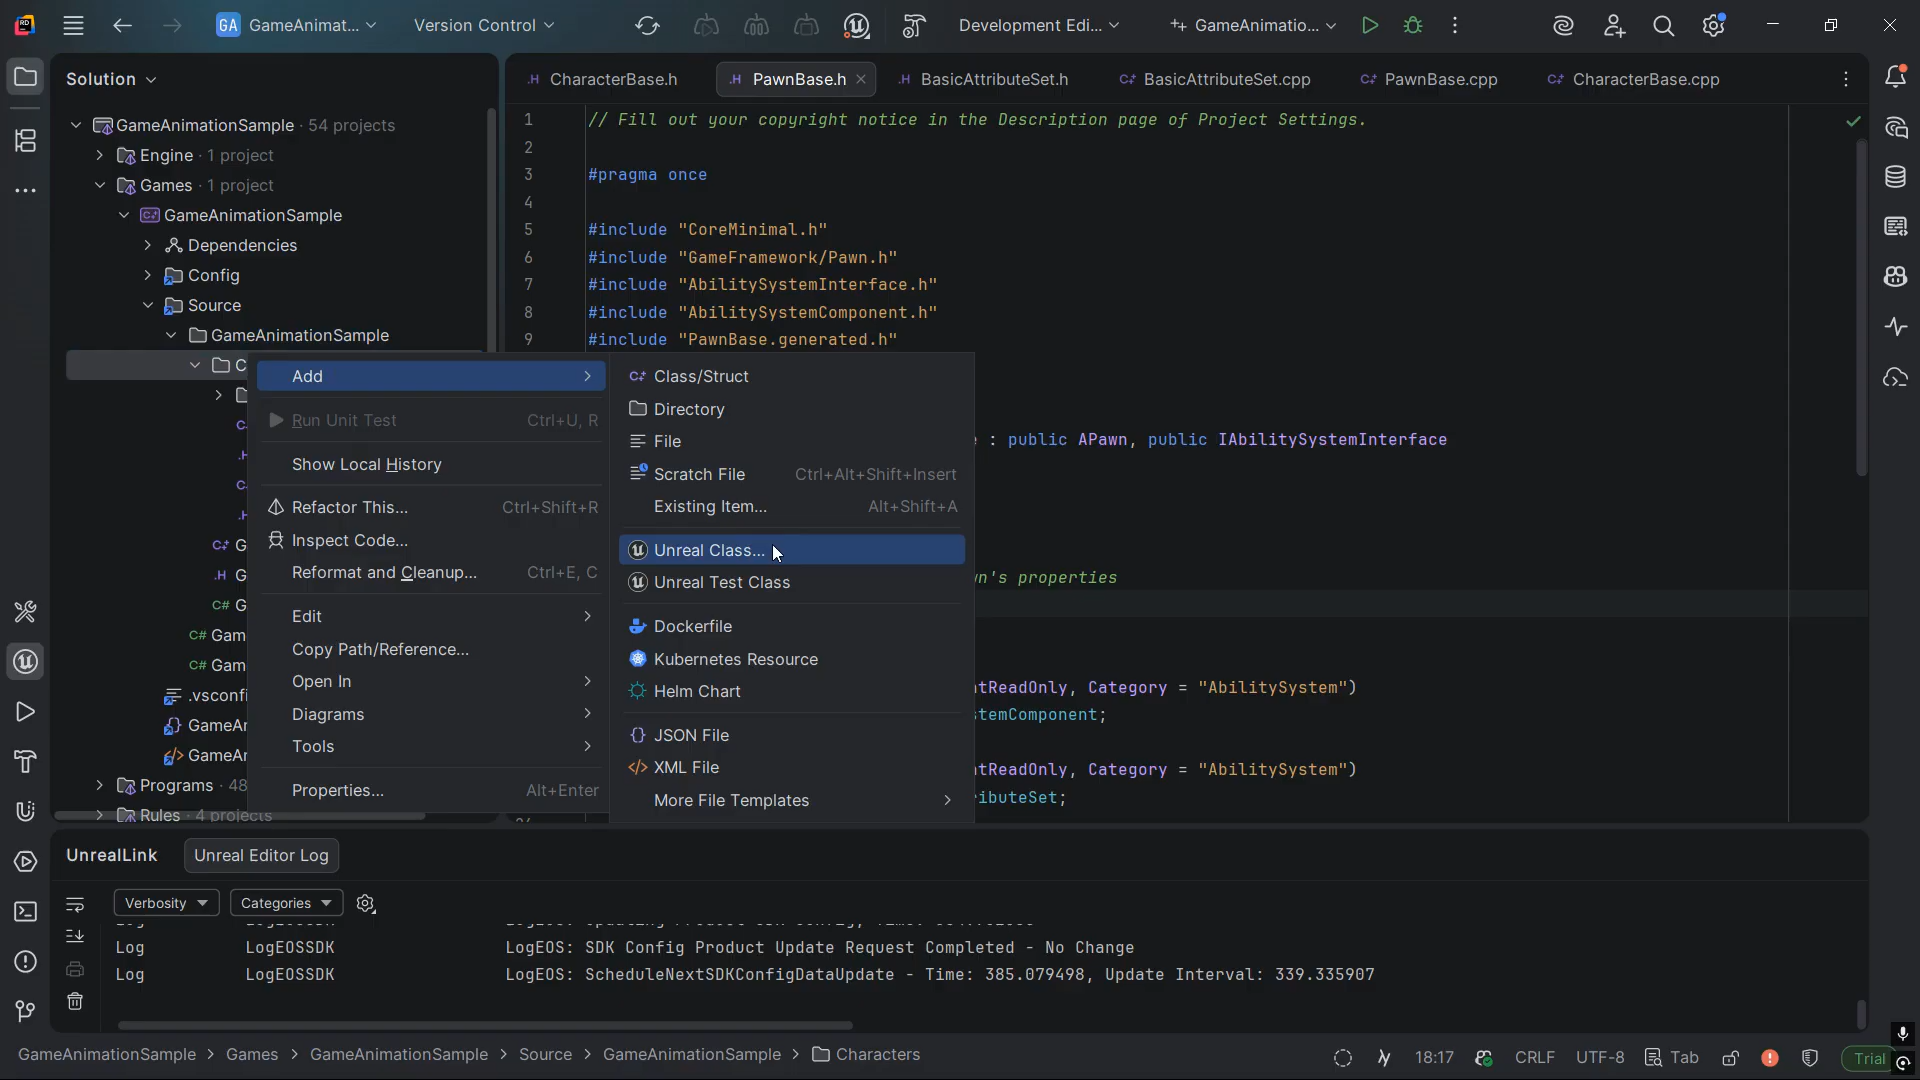 GA GameAnimat...
Version Control
Development Edi...
GameAnimatio...
Solution
CharacterBase.h
PawnBase.h
BasicAttributeSet.h
BasicAttributeSet.cpp
PawnBase.cpp
CharacterBase.cpp
GameAnimationSample · 54 projects
Engine · 1 project
Games · 1 project
GameAnimationSample
Dependencies
Config
Source
GameAnimationSample
C
C+
.H
C+
.H
C+ G
.H G
C# G
C# Gam
C# Gam
.vsconfi
GameAn
GameAn
Programs · 48
Rules · 4 projects
1 // Fill out your copyright notice in the Description page of Project Settings.
2
3 #pragma once
4
5 #include "CoreMinimal.h"
6 #include "GameFramework/Pawn.h"
7 #include "AbilitySystemInterface.h"
8 #include "AbilitySystemComponent.h"
9 #include "PawnBase.generated.h"
: public APawn, public IAbilitySystemInterface
n's properties
tReadOnly, Category = "AbilitySystem")
temComponent;
tReadOnly, Category = "AbilitySystem")
ributeSet;
Add
Run Unit Test Ctrl+U, R
Show Local History
Refactor This... Ctrl+Shift+R
Inspect Code...
Reformat and Cleanup... Ctrl+E, C
Edit
Copy Path/Reference...
Open In
Diagrams
Tools
Properties... Alt+Enter
Class/Struct
Directory
File
Scratch File Ctrl+Alt+Shift+Insert
Existing Item... Alt+Shift+A
Unreal Class...
Unreal Test Class
Dockerfile
Kubernetes Resource
Helm Chart
JSON File
XML File
More File Templates
UnrealLink
Unreal Editor Log
Verbosity
Categories
Log LogEOSSDK LogEOS: SDK Config Product Update Request Completed - No Change
Log LogEOSSDK LogEOS: ScheduleNextSDKConfigDataUpdate - Time: 385.079498, Update Interval: 339.335907
GameAnimationSample > Games > GameAnimationSample > Source > GameAnimationSample > Characters
18:17
CRLF
UTF-8
Tab
Trial